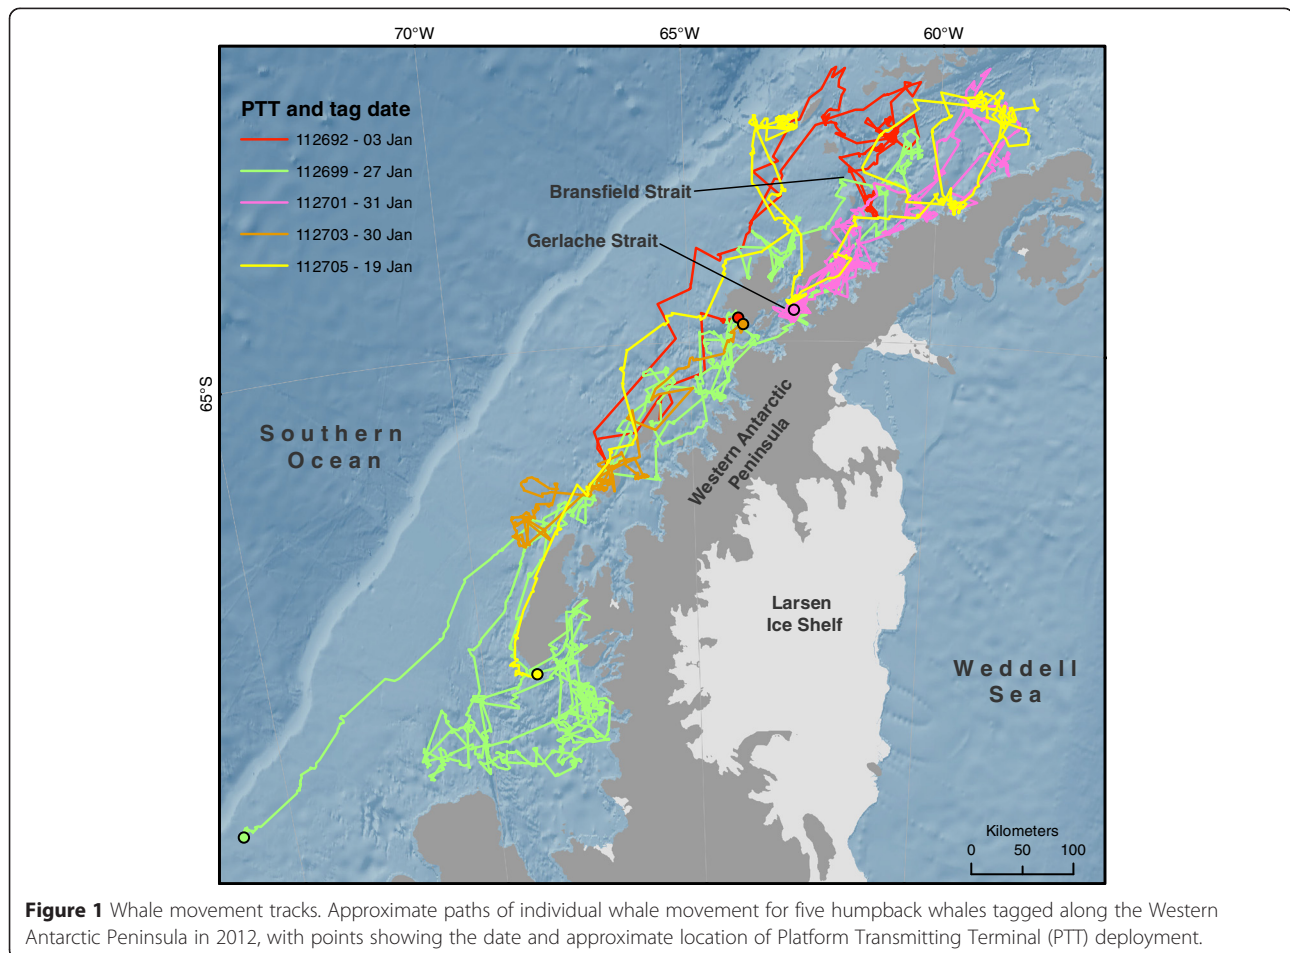 70°W 65°W 60°W
PTT and tag date
112692 - 03 Jan
112699 - 27 Jan
112701 - 31 Jan
112703 - 30 Jan
112705 - 19 Jan
Bransfield Strait
Gerlache Strait
65°S
Southern
Ocean
Western Antarctic
Peninsula
Larsen
Ice Shelf
Weddell
Sea
Kilometers
0 50 100
Figure 1 Whale movement tracks. Approximate paths of individual whale movement for five humpback whales tagged along the Western
Antarctic Peninsula in 2012, with points showing the date and approximate location of Platform Transmitting Terminal (PTT) deployment.